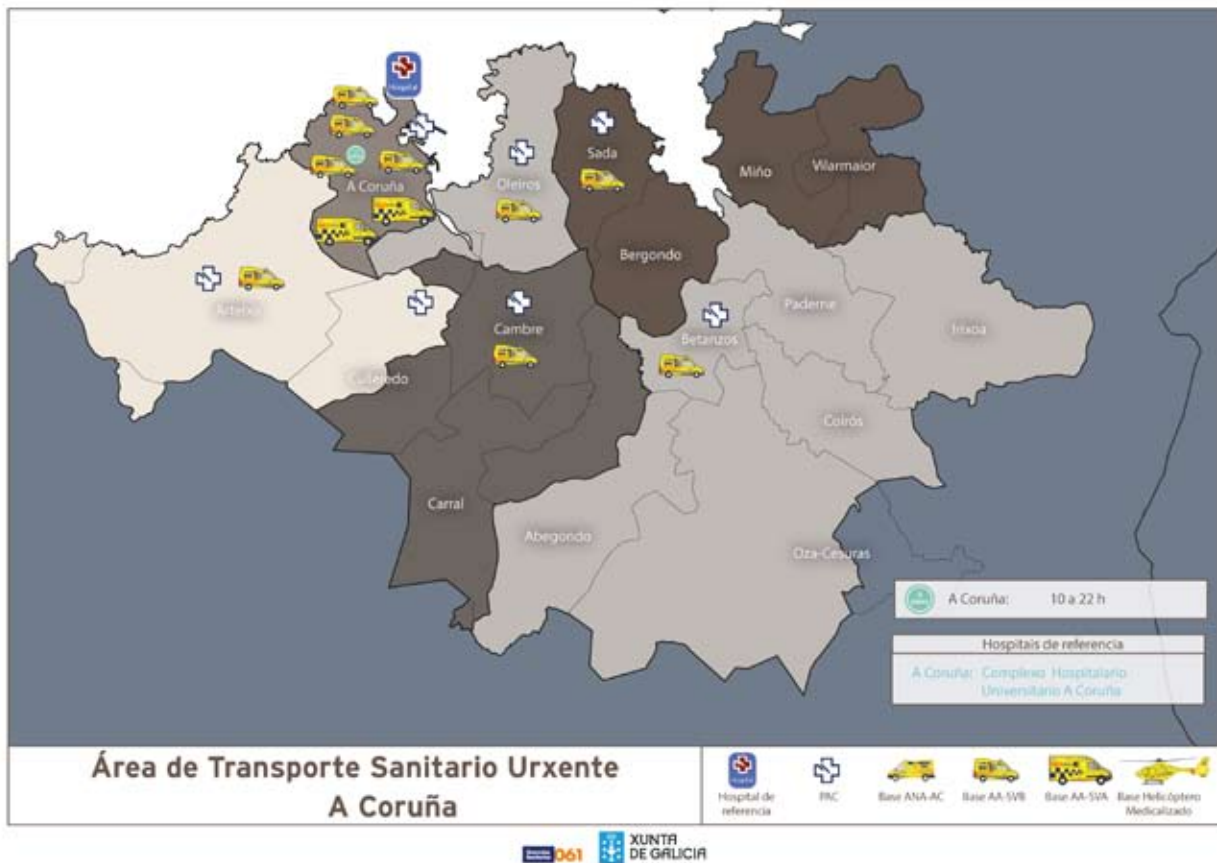 Hospital
Sada
Miño
Vilarmaior
A Coruña
Oleiros
Bergondo
Arteixo
Cambre
Betanzos
Paderne
Irixoa
Culleredo
Coirós
Carral
Abegondo
Oza-Cesuras
A Coruña: 10 a 22 h
Hospitais de referencia
A Coruña: Complexo Hospitalario
Universitario A Coruña
Área de Transporte Sanitario Urxente
A Coruña
Hospital
Hospital de
referencia
PAC
Base ANA-AC
Base AA-SVB
Base AA-SVA
Base Helicóptero
Medicalizado
061
XUNTA
DE GALICIA